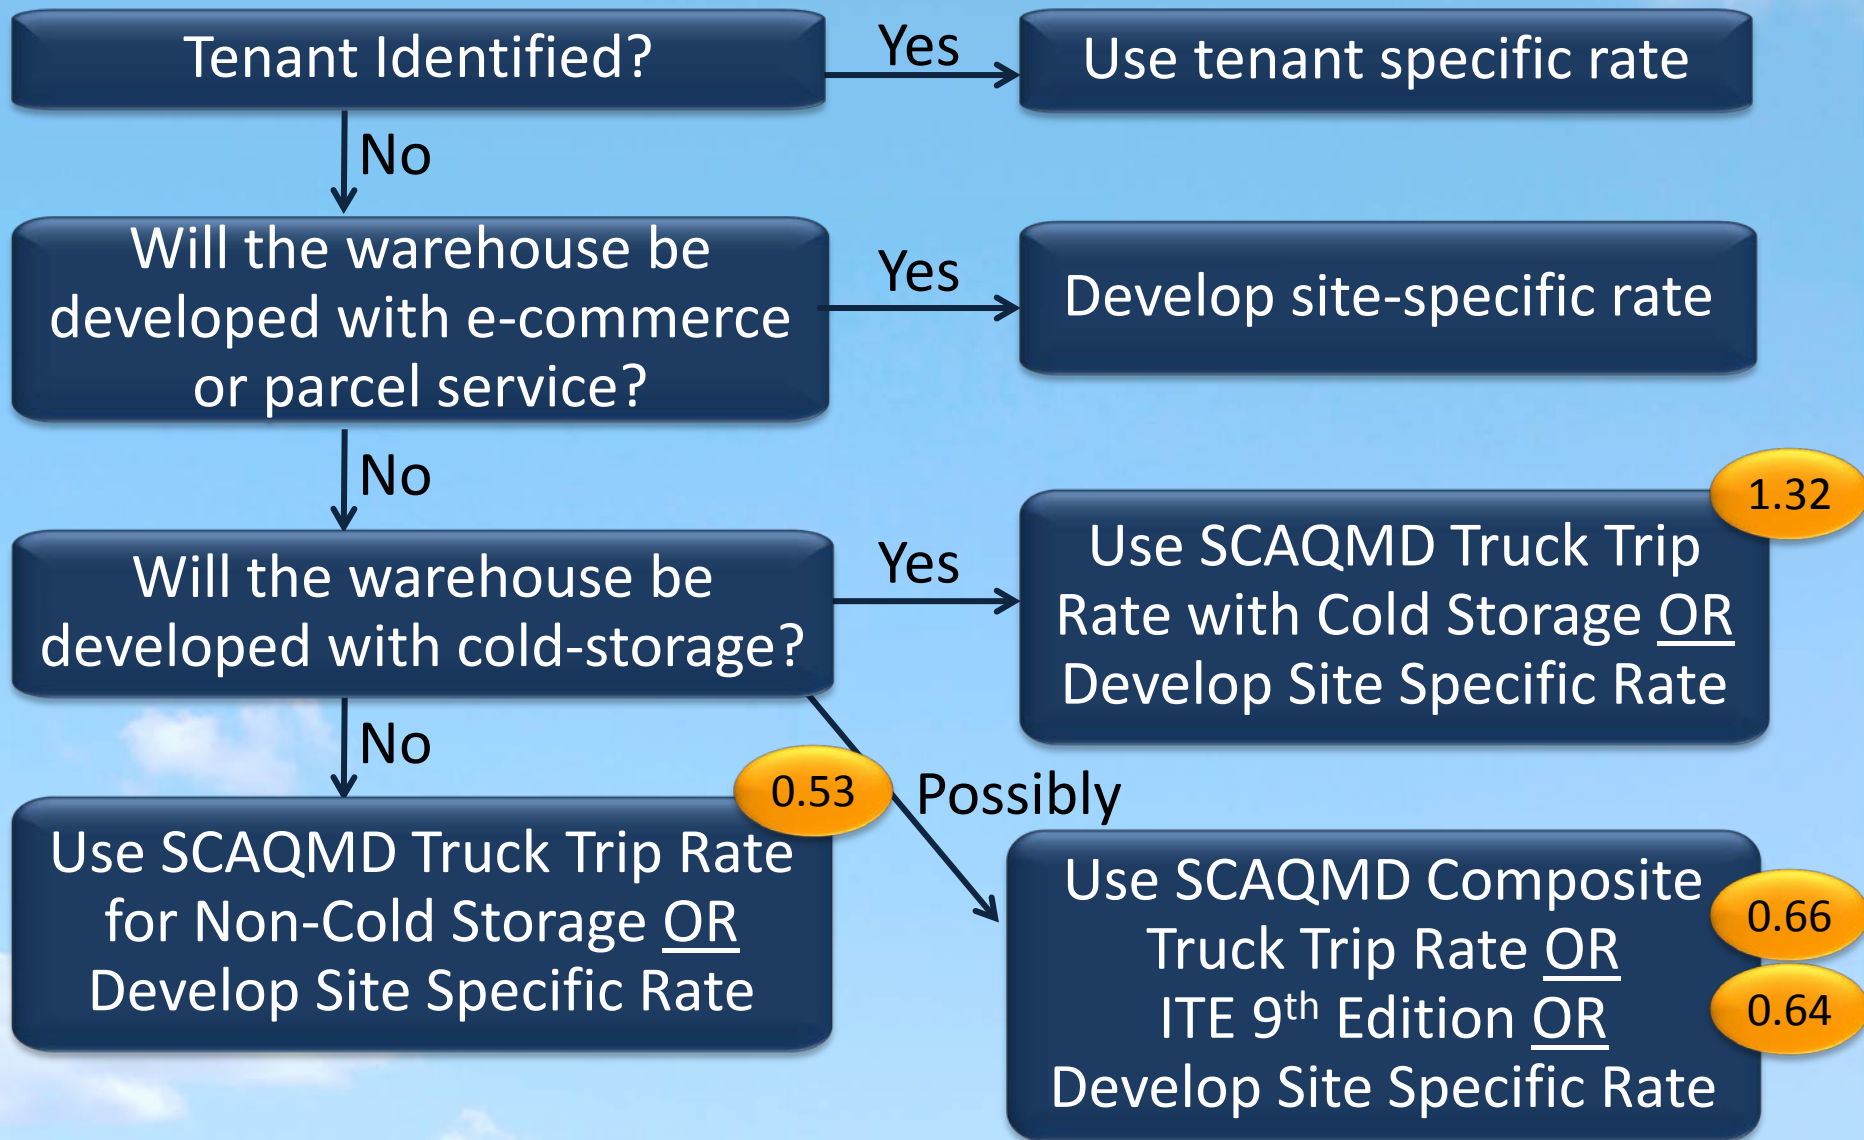 Tenant Identified?
Yes
Use tenant specific rate
No
Will the warehouse be
developed with e-commerce
or parcel service?
Yes
Develop site-specific rate
No
Will the warehouse be
developed with cold-storage?
Yes
1.32
Use SCAQMD Truck Trip
Rate with Cold Storage OR
Develop Site Specific Rate
No
0.53
Possibly
Use SCAQMD Truck Trip Rate
for Non-Cold Storage OR
Develop Site Specific Rate
Use SCAQMD Composite
Truck Trip Rate OR
ITE 9th Edition OR
Develop Site Specific Rate
0.66
0.64